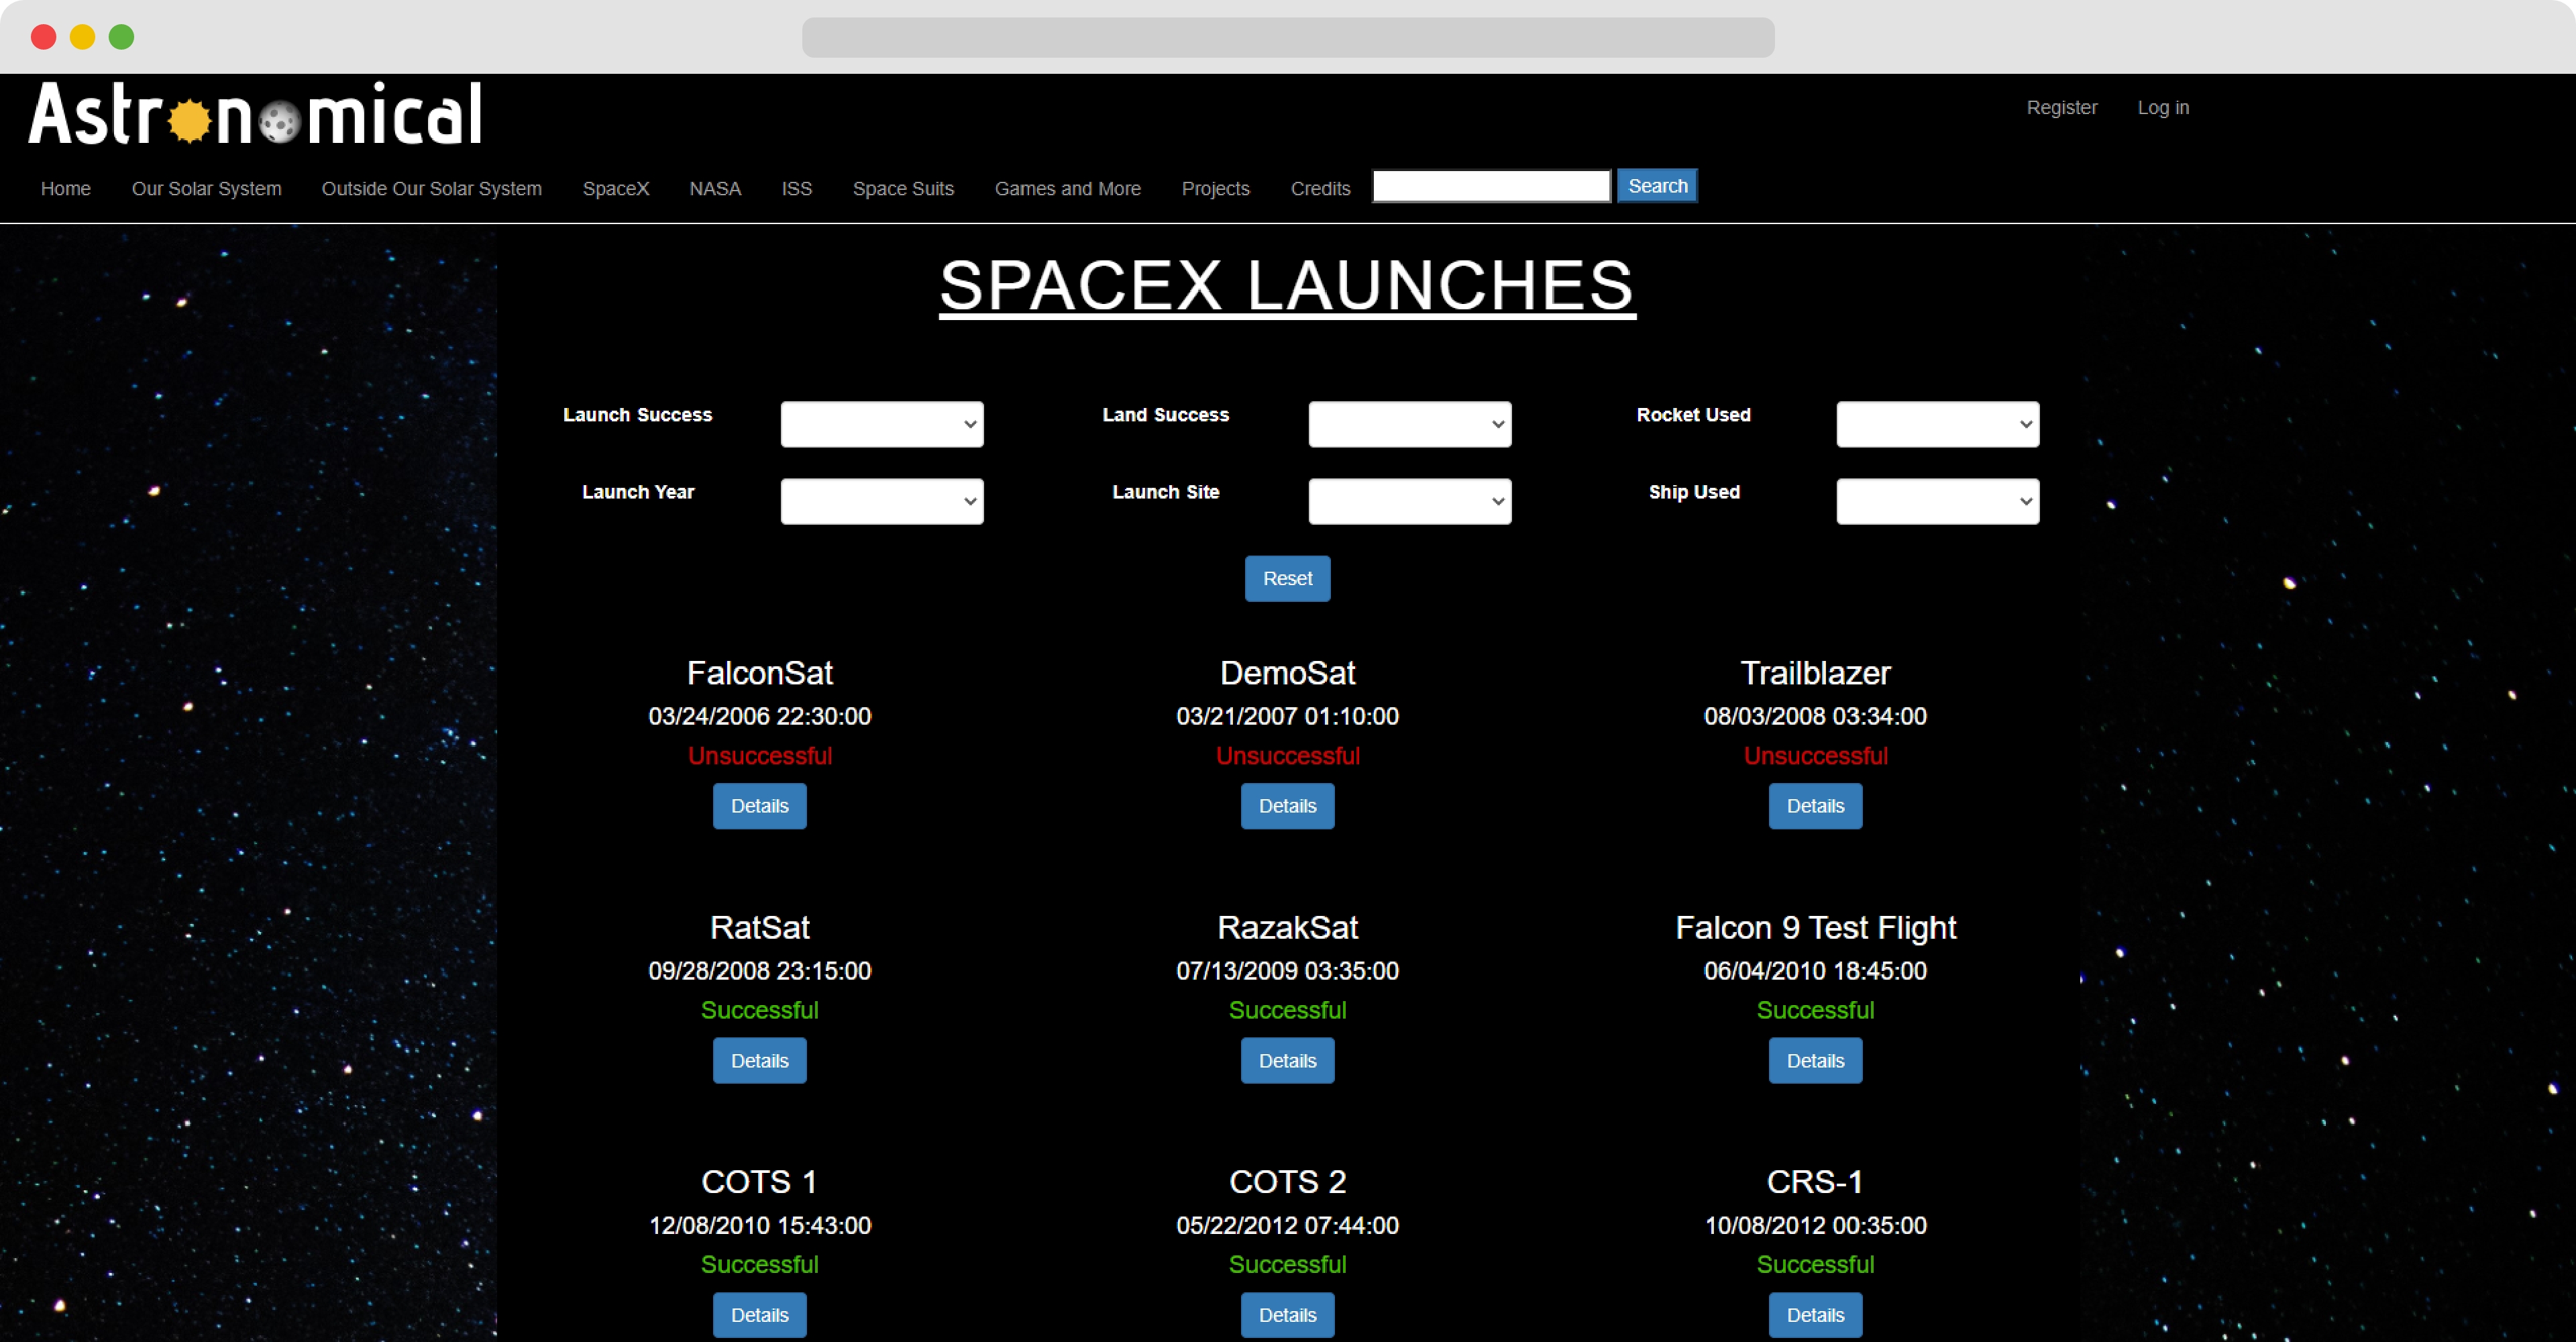 Astronomical
Register Log in
Home Our Solar System Outside Our Solar System SpaceX NASA ISS Space Suits Games and More Projects Credits Search
SPACEX LAUNCHES
Launch Success Land Success Rocket Used
Launch Year Launch Site Ship Used
Reset
FalconSat DemoSat Trailblazer
03/24/2006 22:30:00 03/21/2007 01:10:00 08/03/2008 03:34:00
Unsuccessful Unsuccessful Unsuccessful
Details Details Details
RatSat RazakSat Falcon 9 Test Flight
09/28/2008 23:15:00 07/13/2009 03:35:00 06/04/2010 18:45:00
Successful Successful Successful
Details Details Details
COTS 1 COTS 2 CRS-1
12/08/2010 15:43:00 05/22/2012 07:44:00 10/08/2012 00:35:00
Successful Successful Successful
Details Details Details